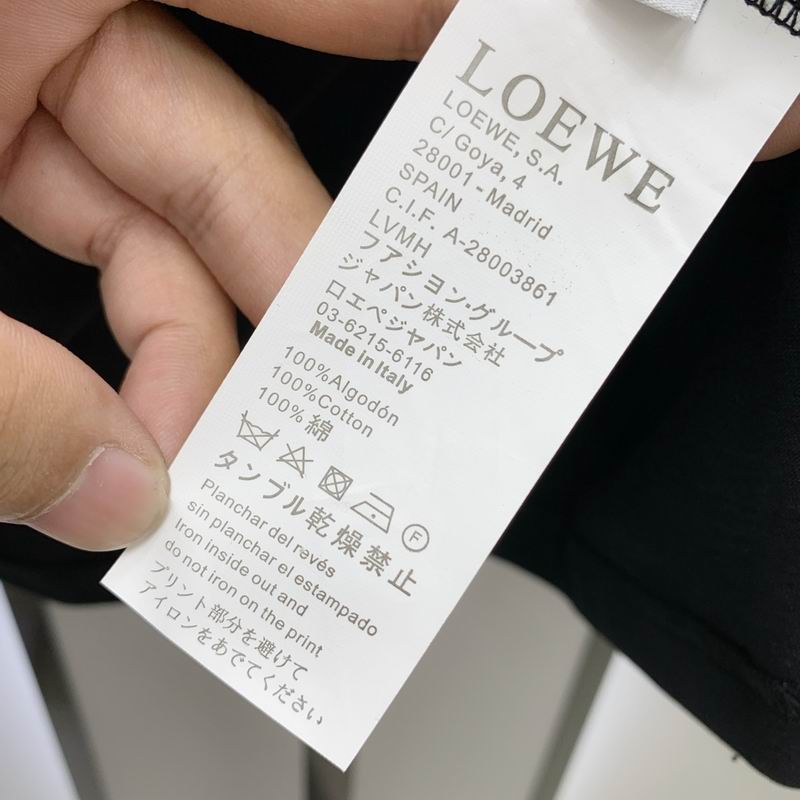 LOEWE
LOEWE, S.A.
C/ Goya, 4
28001 - Madrid
SPAIN
C.I.F. A-28003861
LVMH
フアシヨン·グループ
ジャパン株式会社
口エベジャパン
03-6215-6116
Made in Italy
100%Algodón
100%Cotton
100% 綿
F
タンブル乾燥禁止
Planchar del revés
sin planchar el estampado
Iron inside out and
do not iron on the print
プリント部分を避けて
アイロンをあでてください